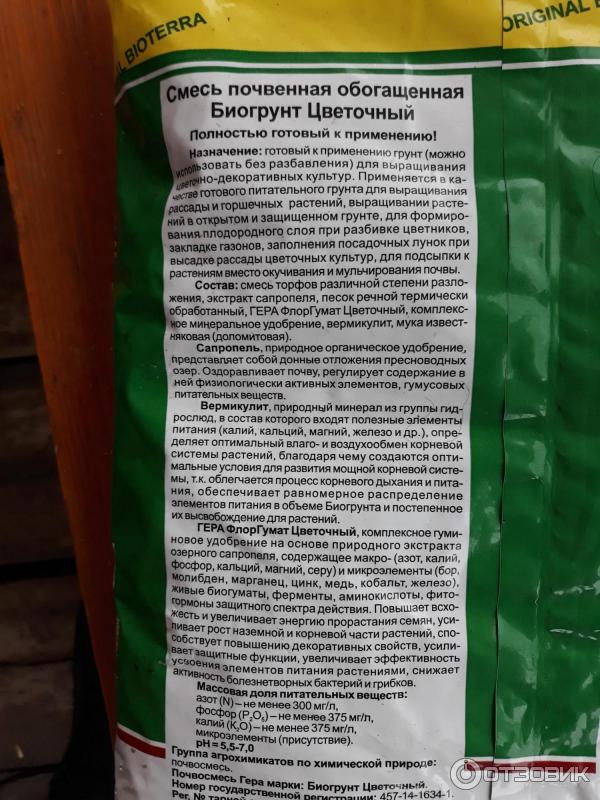 BIOTERRA
ORIGINAL
Смесь почвенная обогащенная
Биогрунт Цветочный
Полностью готовый к применению!
Назначение: готовый к применению грунт (можно
использовать без разбавления) для выращивания
цветочно-декоративных культур. Применяется в ка-
честве готового питательного грунта для выращивания
рассады и горшечных растений, выращивании расте-
ний в открытом и защищенном грунте, для формиро-
вания плодородного слоя при разбивке цветников,
закладке газонов, заполнения посадочных лунок при
высадке рассады цветочных культур, для подсыпки к
растениям вместо окучивания и мульчирования почвы.
Состав: смесь торфов различной степени разло-
жения, экстракт сапропеля, песок речной термически
обработанный, ГЕРА ФлорГумат Цветочный, комплекс-
ное минеральное удобрение, вермикулит, мука извест-
няковая (доломитовая).
Сапропель, природное органическое удобрение,
представляет собой донные отложения пресноводных
озер. Оздоравливает почву, регулирует содержание в
ней физиологически активных элементов, гумусовых
питательных веществ.
Вермикулит, природный минерал из группы гид-
рослюд, в состав которого входят полезные элементы
питания (калий, кальций, магний, железо и др.), опре-
деляет оптимальный влаго- и воздухообмен корневой
системы растений, благодаря чему создаются опти-
мальные условия для развития мощной корневой систе-
мы, т.к. облегчается процесс корневого дыхания и пита-
ния, обеспечивает равномерное распределение
элементов питания в объеме Биогрунта и постепенное
их высвобождение для растений.
ГЕРА ФлорГумат Цветочный, комплексное гуми-
новое удобрение на основе природного экстракта
озерного сапропеля, содержащее макро- (азот, калий,
фосфор, кальций, магний, серу) и микроэлементы (бор,
молибден, марганец, цинк, медь, кобальт, железо),
живые биогуматы, ферменты, аминокислоты, фито-
гормоны защитного спектра действия. Повышает всхо-
жесть и увеличивает энергию прорастания семян, уси-
ливает рост наземной и корневой части растений, спо-
собствует повышению декоративных свойств, усили-
вает защитные функции, увеличивает эффективность
усвоения элементов питания растениями, снижает
активность болезнетворных бактерий и грибков.
Массовая доля питательных веществ:
азот (N) – не менее 300 мг/л,
фосфор (P₂O₅) – не менее 375 мг/л,
калий (K₂O) – не менее 375 мг/л,
микроэлементы (присутствие).
pH = 5,5-7,0
Группа агрохимикатов по химической природе:
почвосмесь.
Почвосмесь Гера марки: Биогрунт Цветочный.
Номер государственной регистрации: 457-14-1634-1.
Рег. №
ОТЗОВИК